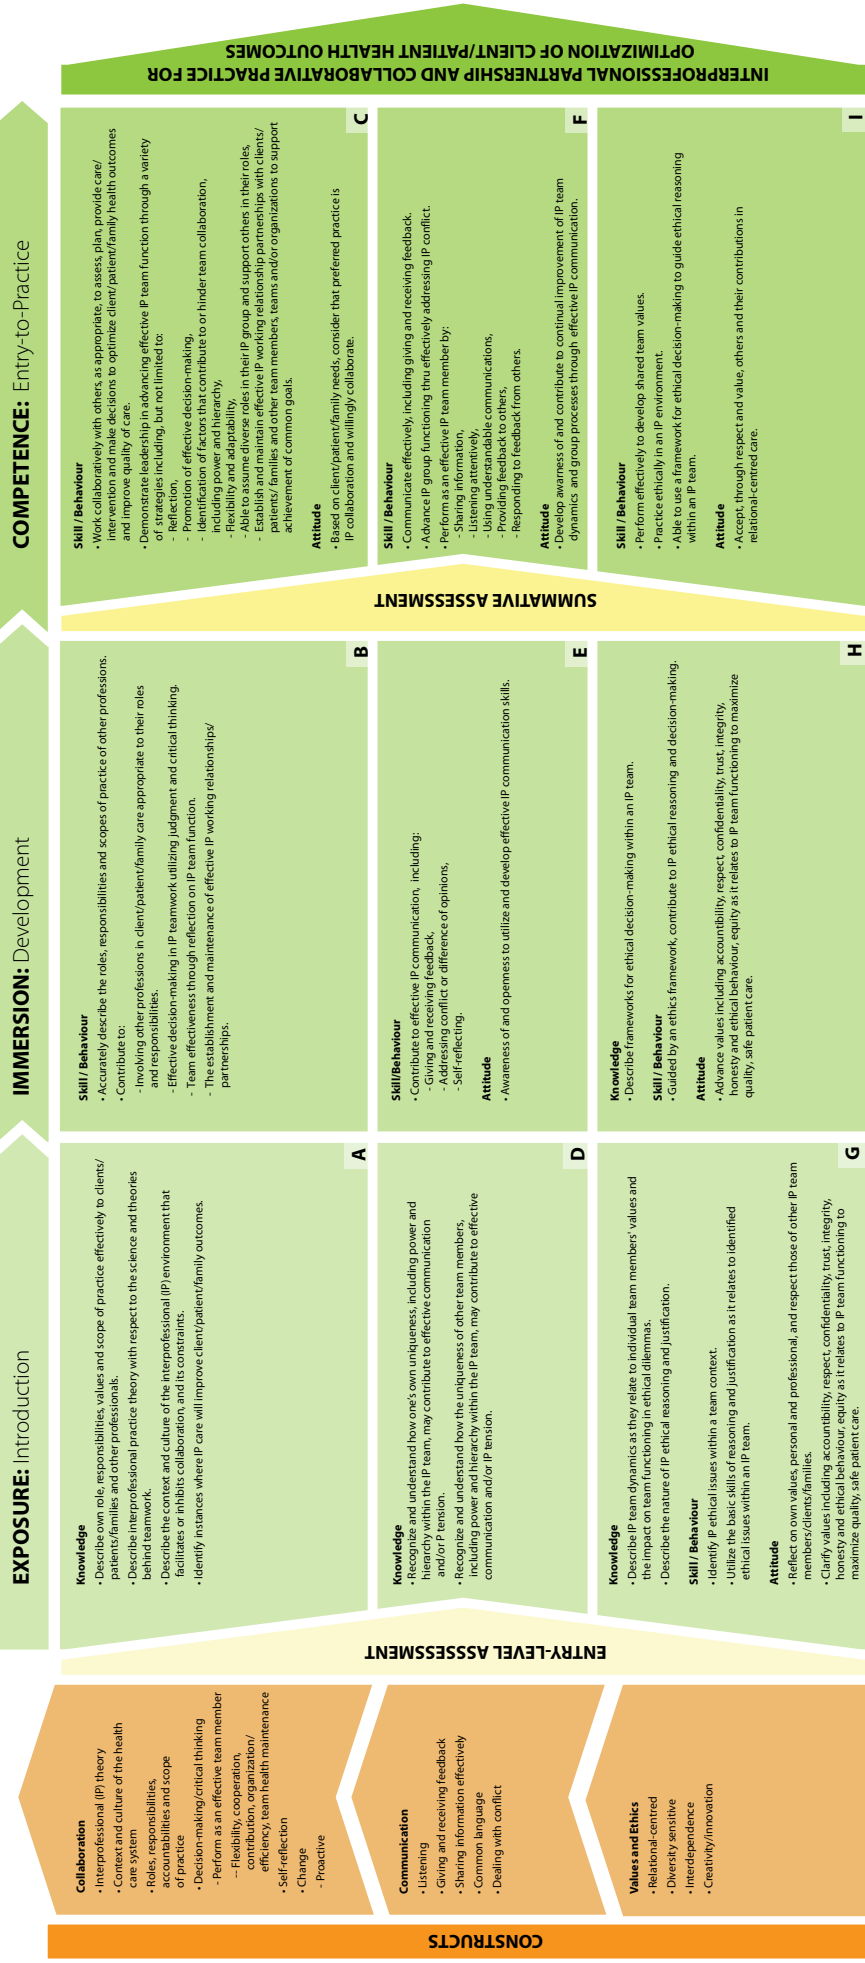 EXPOSURE: Introduction
IMMERSION: Development
COMPETENCE: Entry-to-Practice
CONSTRUCTS
Collaboration
• Interprofessional (IP) theory
• Context and culture of the health
care system
• Roles, responsibilities,
accountabilities and scope
of practice
• Decision-making/critical thinking
- Perform as an effective team member
-- Flexibility, cooperation,
contribution, organization/
efficiency, team health maintenance
• Self-reflection
• Change
- Proactive
Communication
• Listening
• Giving and receiving feedback
• Sharing information effectively
• Common language
• Dealing with conflict
Values and Ethics
• Relational-centred
• Diversity sensitive
• Interdependence
• Creativity/innovation
ENTRY-LEVEL ASSSESSMENT
Knowledge
• Describe own role, responsibilities, values and scope of practice effectively to clients/
patients/families and other professionals.
• Describe interprofessional practice theory with respect to the science and theories
behind teamwork.
• Describe the context and culture of the interprofessional (IP) environment that
facilitates or inhibits collaboration, and its constraints.
• Identify instances where IP care will improve client/patient/family outcomes.
A
Knowledge
• Recognize and understand how one's own uniqueness, including power and
hierarchy within the IP team, may contribute to effective communication
and/or P tension.
• Recognize and understand how the uniqueness of other team members,
including power and hierarchy within the IP team, may contribute to effective
communication and/or IP tension.
D
Knowledge
• Describe IP team dynamics as they relate to individual team members' values and
the impact on team functioning in ethical dilemmas.
• Describe the nature of IP ethical reasoning and justification.
Skill / Behaviour
• Identify IP ethical issues within a team context.
• Utilize the basic skills of reasoning and justification as it relates to identified
ethical issues within an IP team.
Attitude
• Reflect on own values, personal and professional, and respect those of other IP team
members/clients/families.
• Clarify values including accountibility, respect, confidentiality, trust, integrity,
honesty and ethical behaviour, equity as it relates to IP team functioning to
maximize quality, safe patient care.
G
Skill / Behaviour
• Accurately describe the roles, responsibilities and scopes of practice of other professions.
• Contribute to:
- Involving other professions in client/patient/family care appropriate to their roles
and responsibilities.
- Effective decision-making in IP teamwork utilizing judgment and critical thinking.
- Team effectiveness through reflection on IP team function.
- The establishment and maintenance of effective IP working relationships/
partnerships.
B
Skill/Behaviour
• Contribute to effective IP communication, including:
- Giving and receiving feedback,
- Addressing conflict or difference of opinions,
- Self-reflecting.
Attitude
• Awareness of and openness to utilize and develop effective IP communication skills.
E
Knowledge
• Describe frameworks for ethical decision-making within an IP team.
Skill / Behaviour
• Guided by an ethics framework, contribute to IP ethical reasoning and decision-making.
Attitude
• Advance values including accountibility, respect, confidentiality, trust, integrity,
honesty and ethical behaviour, equity as it relates to IP team functioning to maximize
quality, safe patient care.
H
SUMMATIVE ASSESSMENT
Skill / Behaviour
• Work collaboratively with others, as appropriate, to assess, plan, provide care/
intervention and make decisions to optimize client/patient/family health outcomes
and improve quality of care.
• Demonstrate leadership in advancing effective IP team function through a variety
of strategies including, but not limited to:
- Reflection,
- Promotion of effective decision-making,
- Identification of factors that contribute to or hinder team collaboration,
including power and hierarchy,
- Flexibility and adaptability,
- Able to assume diverse roles in their IP group and support others in their roles,
- Establish and maintain effective IP working relationship partnerships with clients/
patients/ families and other team members, teams and/or organizations to support
achievement of common goals.
Attitude
• Based on client/patient/family needs, consider that preferred practice is
IP collaboration and willingly collaborate.
C
Skill / Behaviour
• Communicate effectively, including giving and receiving feedback.
• Advance IP group functioning thru effectively addressing IP conflict.
• Perform as an effective IP team member by:
- Sharing information,
- Listening attentively,
- Using understandable communications,
- Providing feedback to others,
- Responding to feedback from others.
Attitude
• Develop awarness of and contribute to continual improvement of IP team
dynamics and group processes through effective IP communication.
F
Skill / Behaviour
• Perform effectively to develop shared team values.
• Practice ethically in an IP environment.
• Able to use a framework for ethical decision-making to guide ethical reasoning
within an IP team.
Attitude
• Accept, through respect and value, others and their contributions in
relational-centred care.
I
INTERPROFESSIONAL PARTNERSHIP AND COLLABORATIVE PRACTICE FOR
OPTIMIZATION OF CLIENT/PATIENT HEALTH OUTCOMES